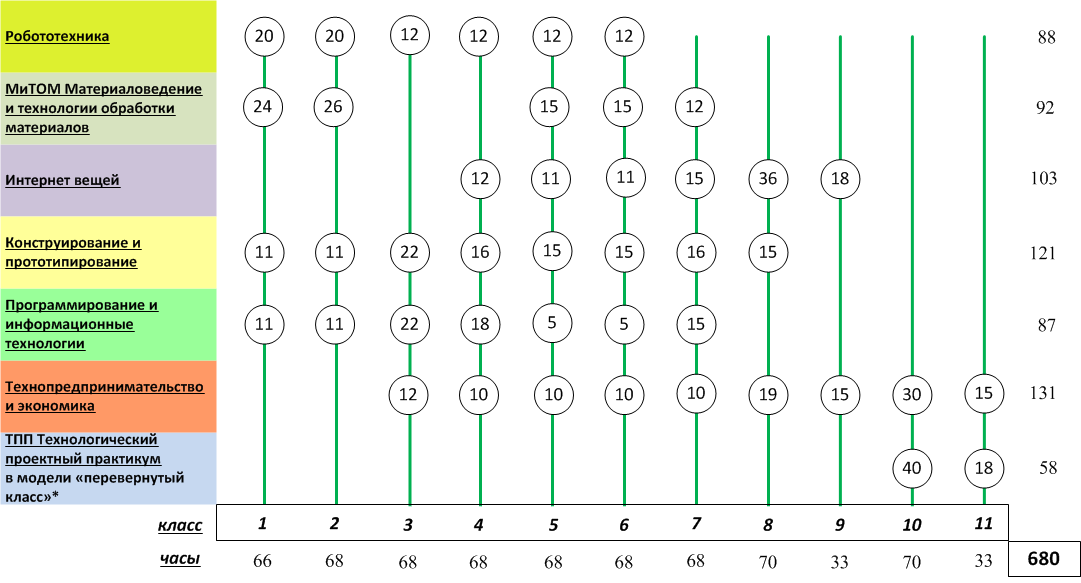 Робототехника 20 20 12 12 12 12 88
МиТОМ Материаловедение
и технологии обработки
материалов
24 26 15 15 12 92
Интернет вещей 12 11 11 15 36 18 103
Конструирование и
прототипирование
11 11 22 16 15 15 16 15 121
Программирование и
информационные
технологии
11 11 22 18 5 5 15 87
Технопредпринимательство
и экономика
12 10 10 10 10 19 15 30 15 131
ТПП Технологический
проектный практикум
в модели «перевернутый
класс»*
40 18 58
класс 1 2 3 4 5 6 7 8 9 10 11
часы 66 68 68 68 68 68 68 70 33 70 33 680